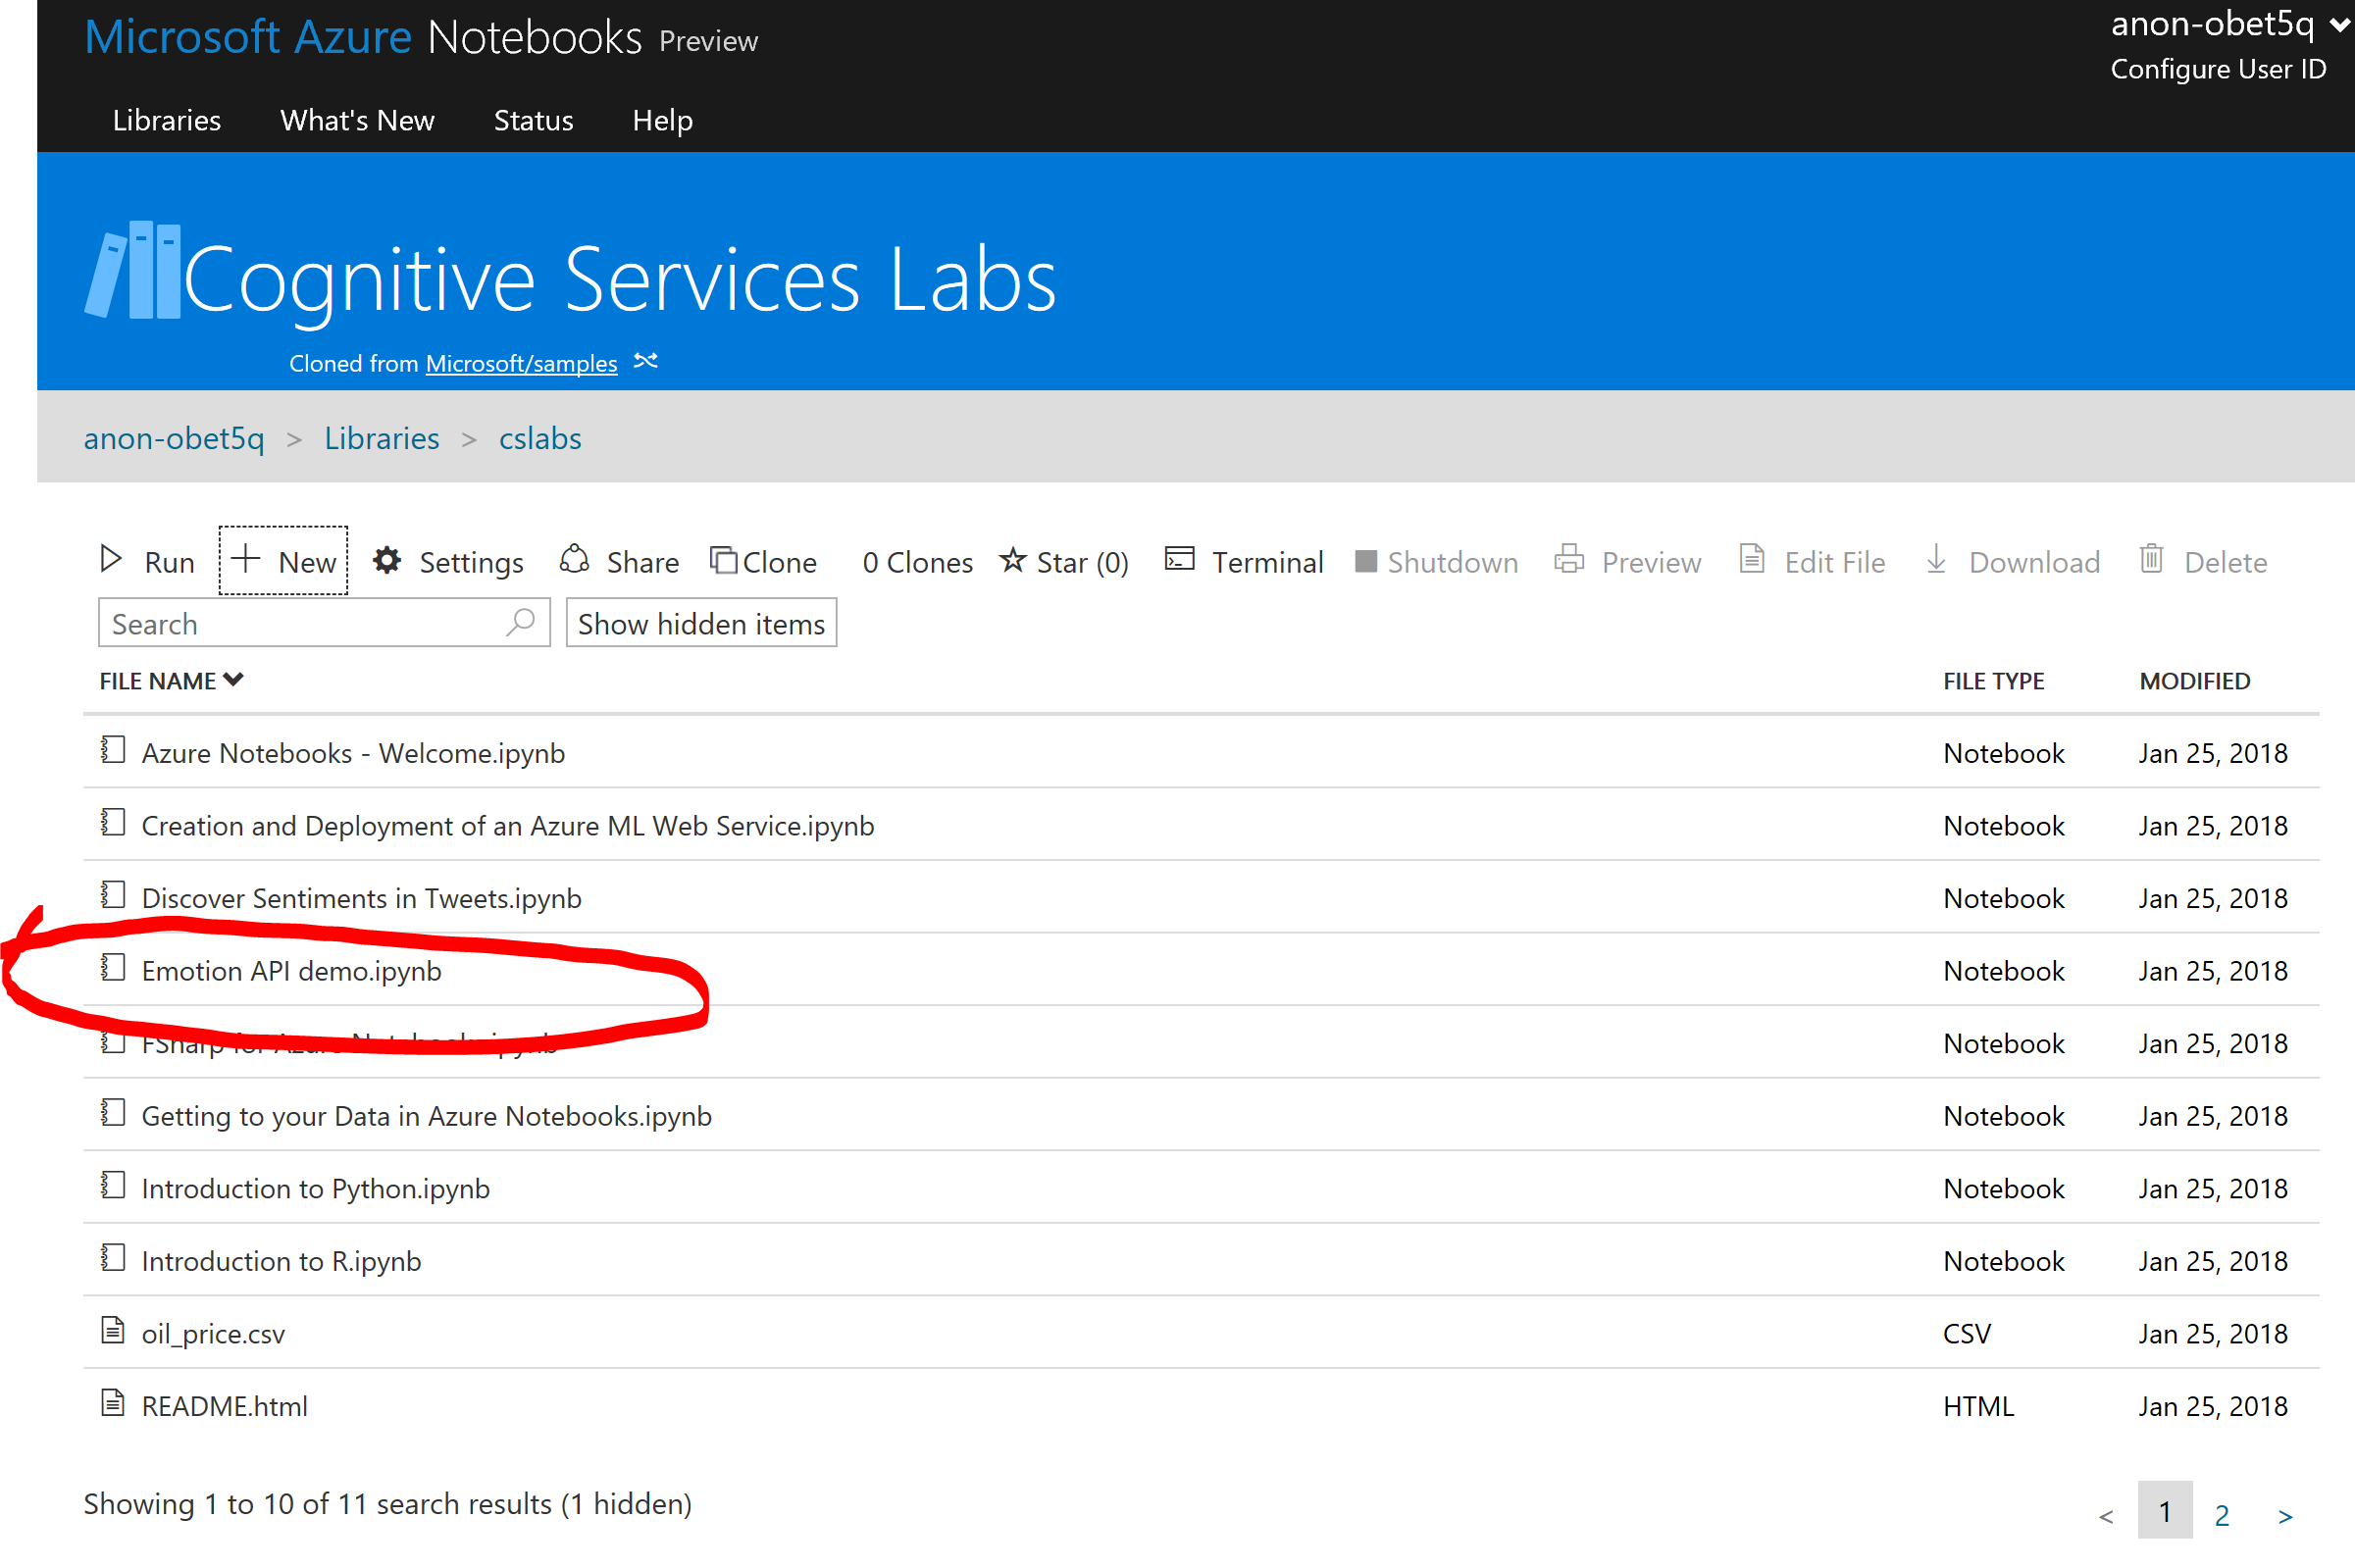 Microsoft Azure Notebooks Preview
anon-obet5q
Configure User ID
Libraries What's New Status Help
Cognitive Services Labs
Cloned from Microsoft/samples
anon-obet5q > Libraries > cslabs
Run New Settings Share Clone 0 Clones Star (0) Terminal Shutdown Preview Edit File Download Delete
Search Show hidden items
FILE NAME FILE TYPE MODIFIED
Azure Notebooks - Welcome.ipynb Notebook Jan 25, 2018
Creation and Deployment of an Azure ML Web Service.ipynb Notebook Jan 25, 2018
Discover Sentiments in Tweets.ipynb Notebook Jan 25, 2018
Emotion API demo.ipynb Notebook Jan 25, 2018
FSharp for Azure Notebooks.ipynb Notebook Jan 25, 2018
Getting to your Data in Azure Notebooks.ipynb Notebook Jan 25, 2018
Introduction to Python.ipynb Notebook Jan 25, 2018
Introduction to R.ipynb Notebook Jan 25, 2018
oil_price.csv CSV Jan 25, 2018
README.html HTML Jan 25, 2018
Showing 1 to 10 of 11 search results (1 hidden)
< 1 2 >